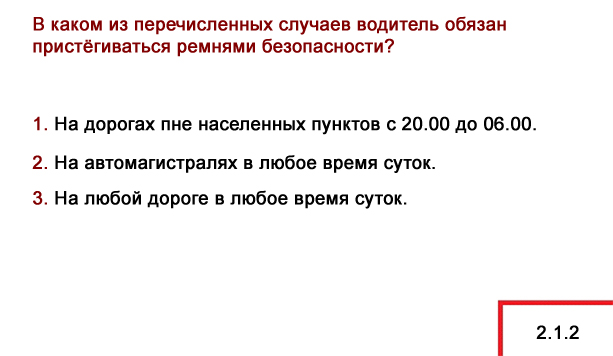 В каком из перечисленных случаев водитель обязан
пристёгиваться ремнями безопасности?
1. На дорогах пне населенных пунктов с 20.00 до 06.00.
2. На автомагистралях в любое время суток.
3. На любой дороге в любое время суток.
2.1.2